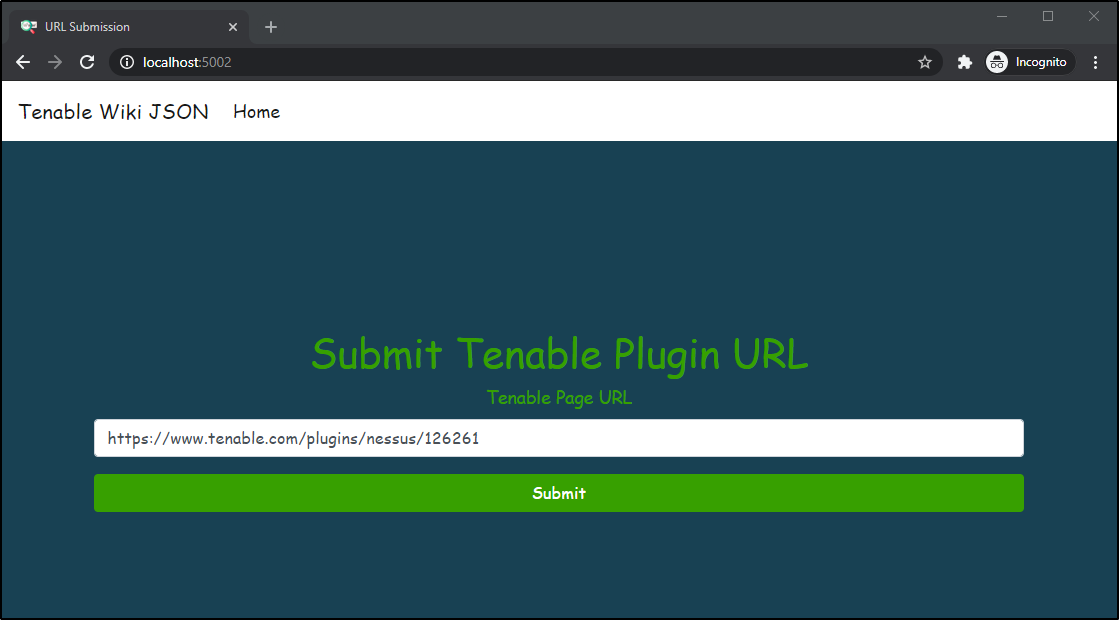 URL Submission
localhost:5002
Incognito
Tenable Wiki JSON Home
Submit Tenable Plugin URL
Tenable Page URL
https://www.tenable.com/plugins/nessus/126261
Submit